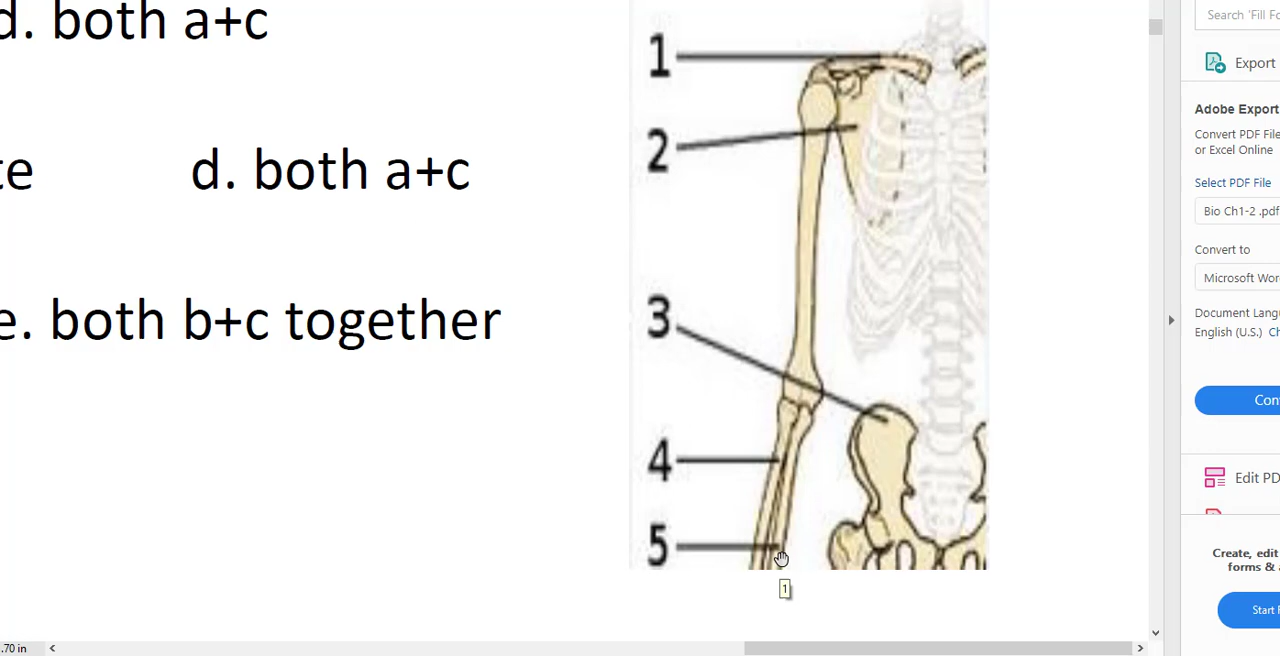 d. both a+c
te d. both a+c
e. both b+c together
1
2
3
4
5
1
.70 in
Search 'Fill Fo
Export
Adobe Export
Convert PDF File
or Excel Online
Select PDF File
Bio Ch1-2 .pdf
Convert to
Microsoft Wor
Document Langu
English (U.S.) Ch
Con
Edit PD
Create, edit
forms & a
Start F